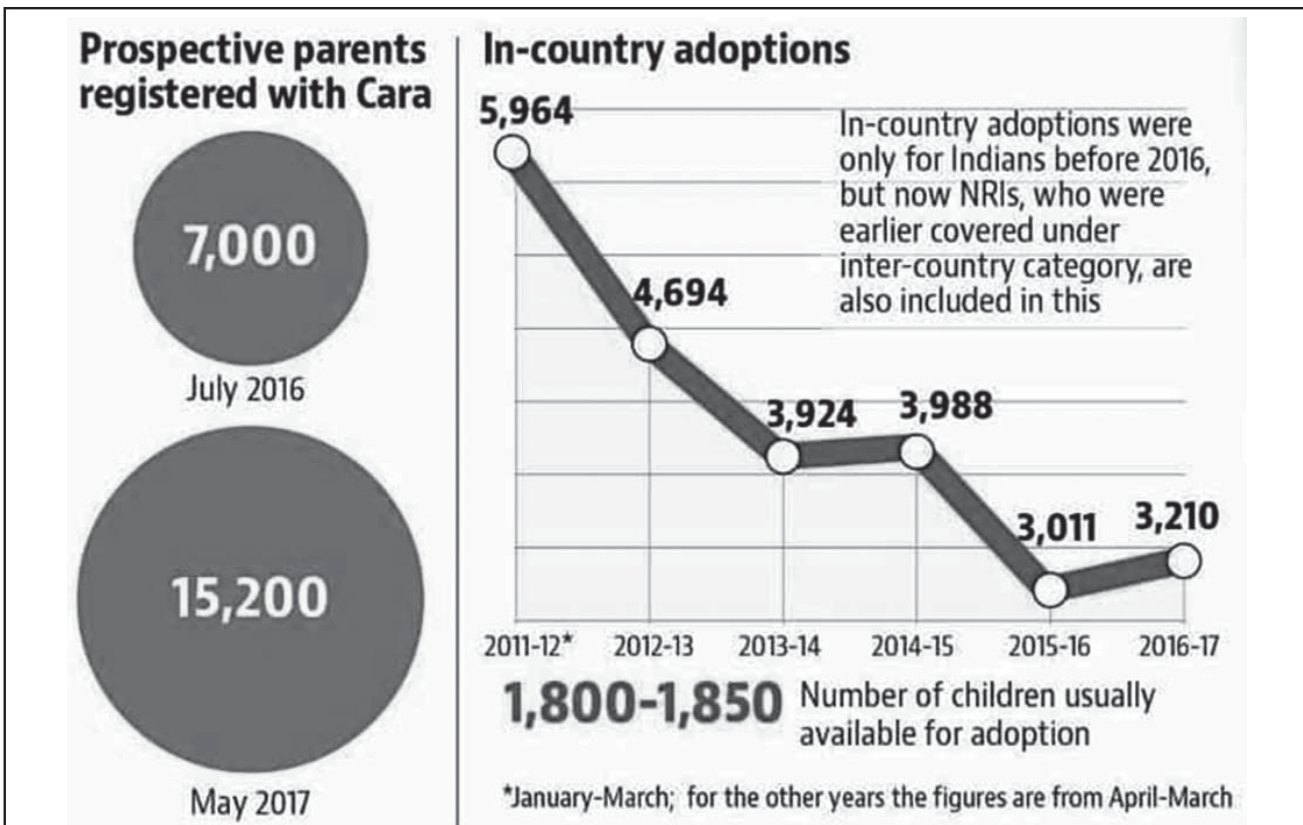 Prospective parents
registered with Cara
7,000
July 2016
15,200
May 2017
In-country adoptions
5,964
4,694
3,924
3,988
3,011
3,210
In-country adoptions were
only for Indians before 2016,
but now NRIs, who were
earlier covered under
inter-country category, are
also included in this
2011-12* 2012-13 2013-14 2014-15 2015-16 2016-17
1,800-1,850 Number of children usually
available for adoption
*January-March; for the other years the figures are from April-March